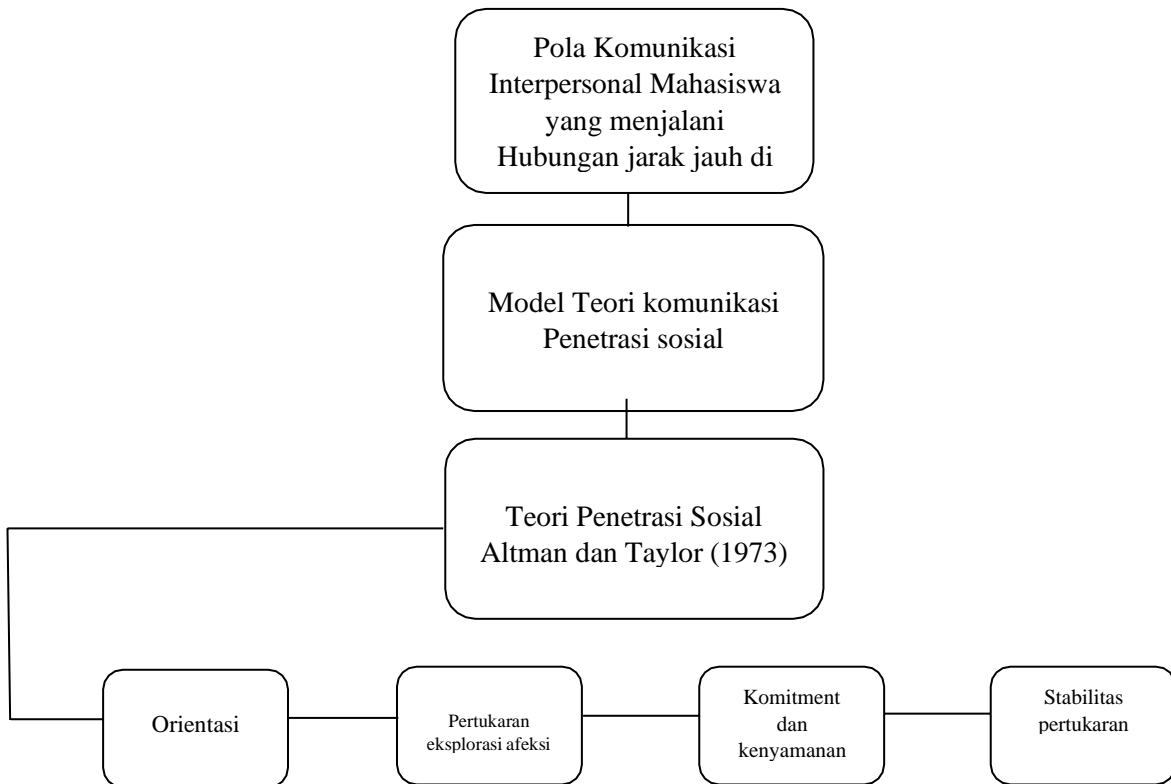 Pola Komunikasi
Interpersonal Mahasiswa
yang menjalani
Hubungan jarak jauh di
Model Teori komunikasi
Penetrasi sosial
Teori Penetrasi Sosial
Altman dan Taylor (1973)
Orientasi
Pertukaran
eksplorasi afeksi
Komitment
dan
kenyamanan
Stabilitas
pertukaran